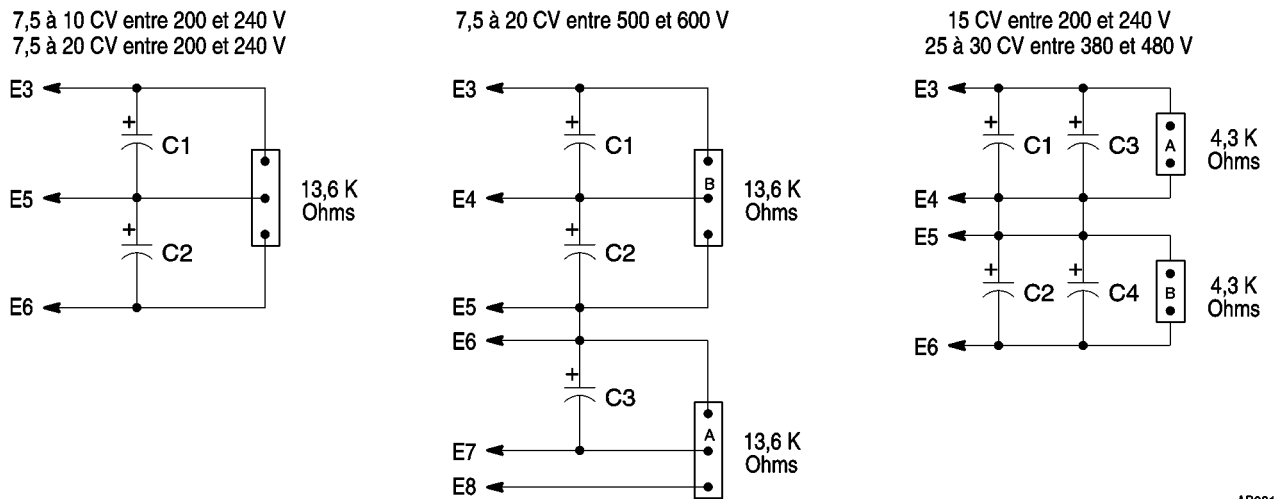 7,5 à 10 CV entre 200 et 240 V
7,5 à 20 CV entre 200 et 240 V
E3
+
C1
E5
+
C2
E6
13,6 K
Ohms
7,5 à 20 CV entre 500 et 600 V
E3
+
C1
B
E4
13,6 K
Ohms
+
C2
E5
E6
+
C3
A
E7
13,6 K
Ohms
E8
15 CV entre 200 et 240 V
25 à 30 CV entre 380 et 480 V
E3
+
C1
+
C3
A
4,3 K
Ohms
E4
E5
+
C2
+
C4
B
4,3 K
Ohms
E6